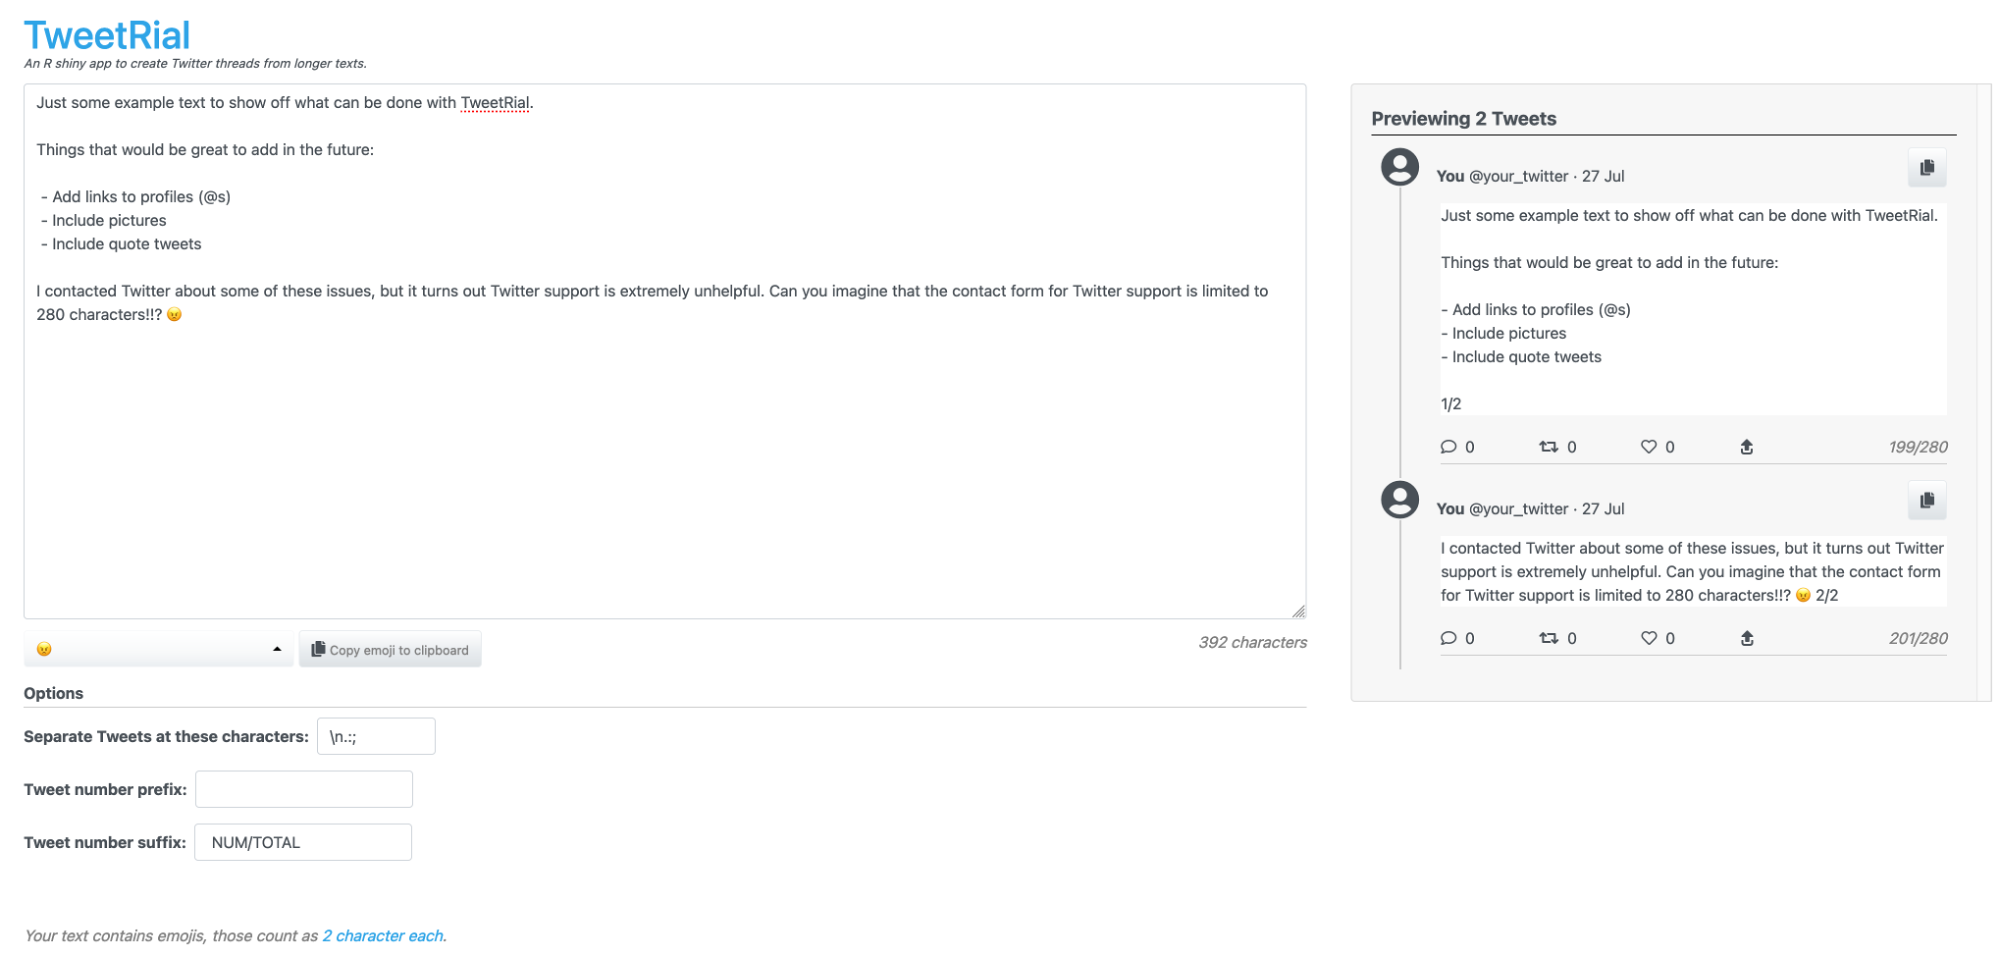 TweetRial
An R shiny app to create Twitter threads from longer texts.
Just some example text to show off what can be done with TweetRial.
Things that would be great to add in the future:
- Add links to profiles (@s)
- Include pictures
- Include quote tweets
I contacted Twitter about some of these issues, but it turns out Twitter support is extremely unhelpful. Can you imagine that the contact form for Twitter support is limited to
280 characters!!? 😠
😠
Copy emoji to clipboard
392 characters
Options
Separate Tweets at these characters: \n.:;
Tweet number prefix:
Tweet number suffix: NUM/TOTAL
Your text contains emojis, those count as 2 character each.
Previewing 2 Tweets
You @your_twitter · 27 Jul
Just some example text to show off what can be done with TweetRial.
Things that would be great to add in the future:
- Add links to profiles (@s)
- Include pictures
- Include quote tweets
1/2
0 0 0 199/280
You @your_twitter · 27 Jul
I contacted Twitter about some of these issues, but it turns out Twitter
support is extremely unhelpful. Can you imagine that the contact form
for Twitter support is limited to 280 characters!!? 😠 2/2
0 0 0 201/280